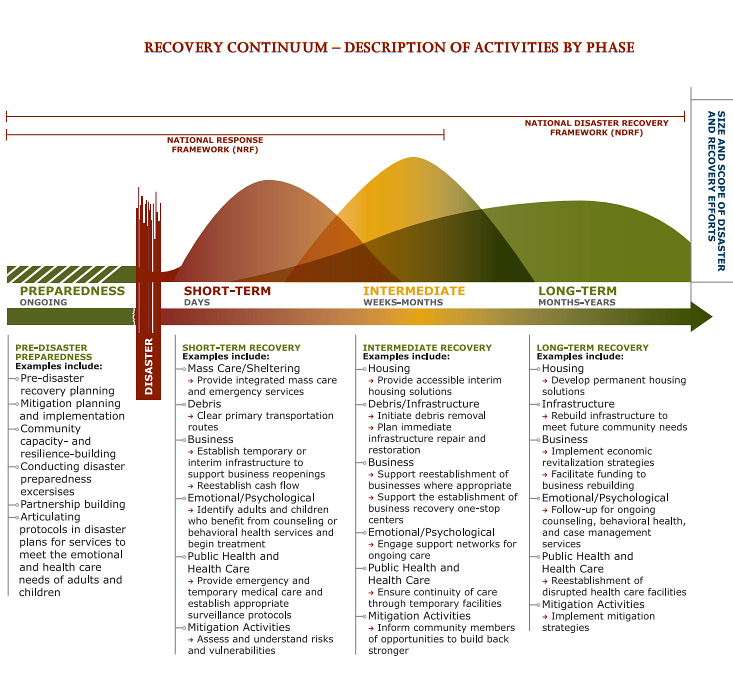 RECOVERY CONTINUUM – DESCRIPTION OF ACTIVITIES BY PHASE
NATIONAL DISASTER RECOVERY
FRAMEWORK (NDRF)
NATIONAL RESPONSE
FRAMEWORK (NRF)
SIZE AND SCOPE OF DISASTER
AND RECOVERY EFFORTS
PREPAREDNESS
ONGOING
SHORT-TERM
DAYS
INTERMEDIATE
WEEKS-MONTHS
LONG-TERM
MONTHS-YEARS
DISASTER
PRE-DISASTER
PREPAREDNESS
Examples include:
Pre-disaster
recovery planning
Mitigation planning
and implementation
Community
capacity- and
resilience-building
Conducting disaster
preparedness
excersises
Partnership building
Articulating
protocols in disaster
plans for services to
meet the emotional
and health care
needs of adults and
children
SHORT-TERM RECOVERY
Examples include:
Mass Care/Sheltering
➔ Provide integrated mass care
and emergency services
Debris
➔ Clear primary transportation
routes
Business
➔ Establish temporary or
interim infrastructure to
support business reopenings
➔ Reestablish cash flow
Emotional/Psychological
➔ Identify adults and children
who benefit from counseling or
behavioral health services and
begin treatment
Public Health and
Health Care
➔ Provide emergency and
temporary medical care and
establish appropriate
surveillance protocols
Mitigation Activities
➔ Assess and understand risks
and vulnerabilities
INTERMEDIATE RECOVERY
Examples include:
Housing
➔ Provide accessible interim
housing solutions
Debris/Infrastructure
➔ Initiate debris removal
➔ Plan immediate
infrastructure repair and
restoration
Business
➔ Support reestablishment of
businesses where appropriate
➔ Support the establishment of
business recovery one-stop
centers
Emotional/Psychological
➔ Engage support networks for
ongoing care
Public Health and
Health Care
➔ Ensure continuity of care
through temporary facilities
Mitigation Activities
➔ Inform community members
of opportunities to build back
stronger
LONG-TERM RECOVERY
Examples include:
Housing
➔ Develop permanent housing
solutions
Infrastructure
➔ Rebuild infrastructure to
meet future community needs
Business
➔ Implement economic
revitalization strategies
➔ Facilitate funding to
business rebuilding
Emotional/Psychological
➔ Follow-up for ongoing
counseling, behavioral health,
and case management
services
Public Health and
Health Care
➔ Reestablishment of
disrupted health care facilities
Mitigation Activities
➔ Implement mitigation
strategies